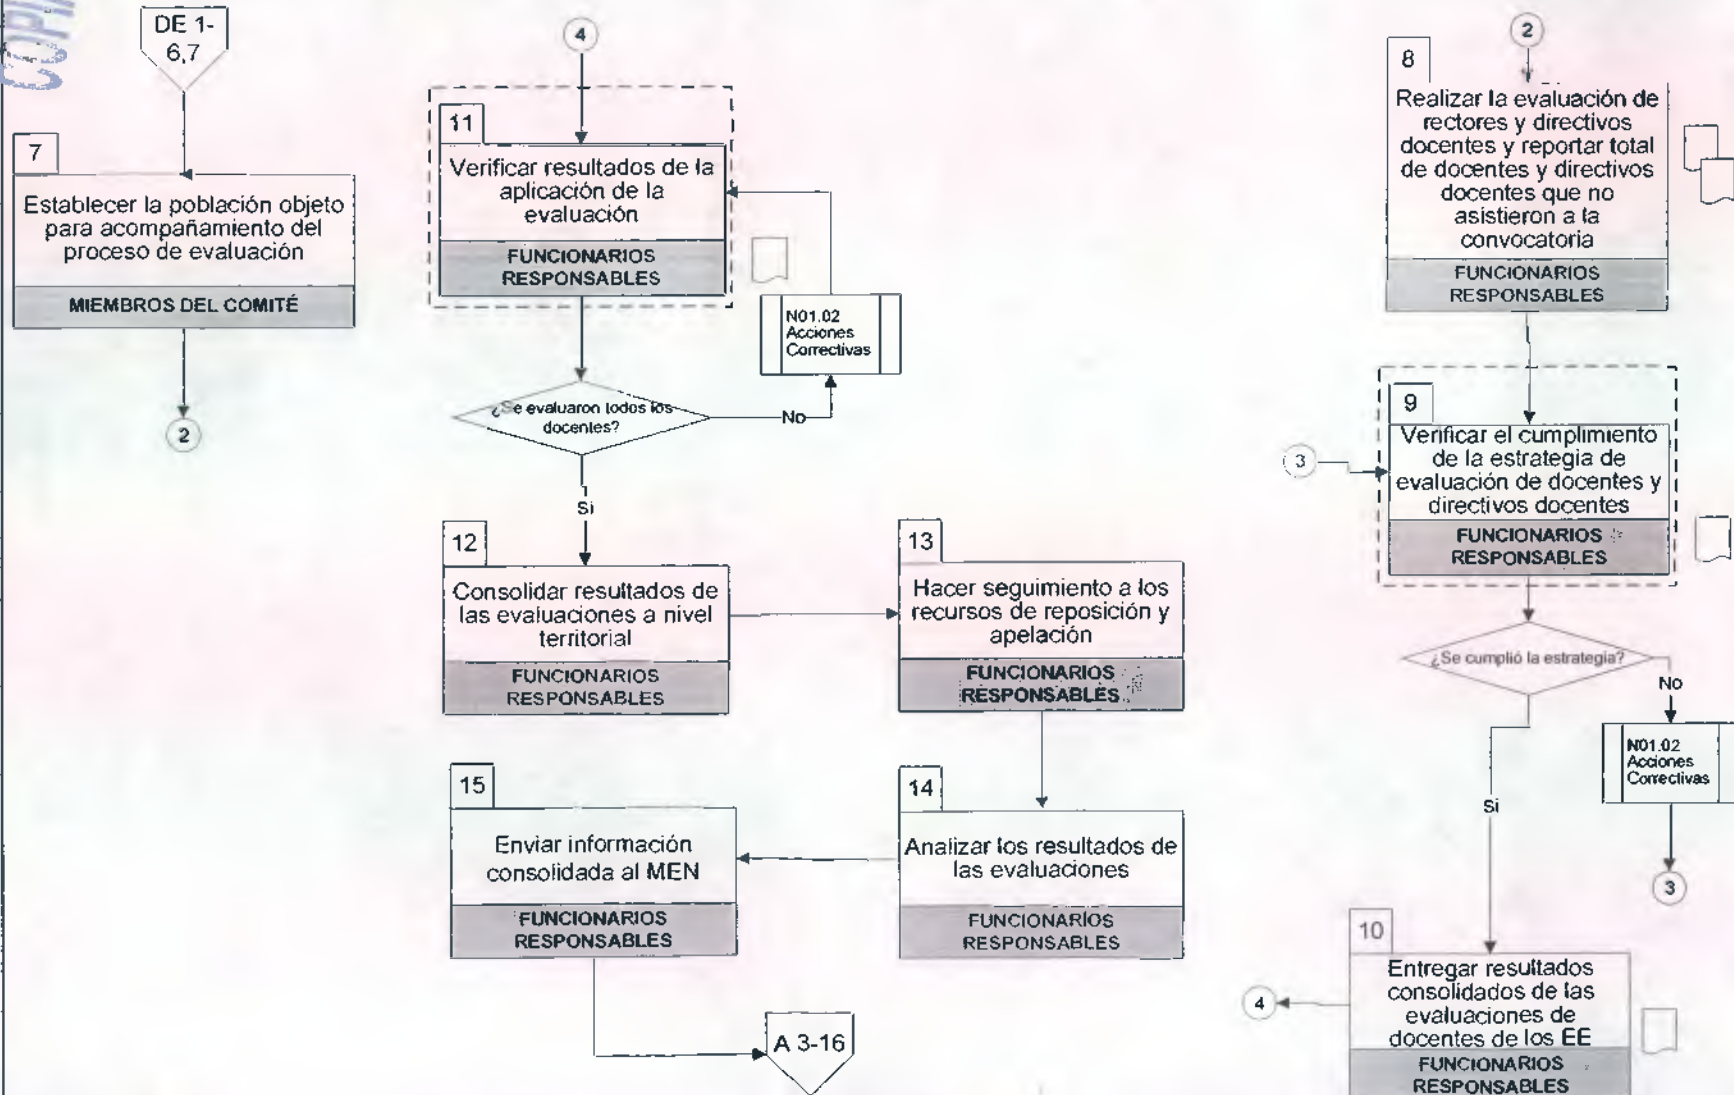 COPI
DE 1-
6,7
7
Establecer la población objeto
para acompañamiento del
proceso de evaluación
MIEMBROS DEL COMITÉ
2
4
11
Verificar resultados de la
aplicación de la
evaluación
FUNCIONARIOS
RESPONSABLES
N01.02
Acciones
Correctivas
¿Se evaluaron todos los
docentes?
No
Si
12
Consolidar resultados de
las evaluaciones a nivel
territorial
FUNCIONARIOS
RESPONSABLES
13
Hacer seguimiento a los
recursos de reposición y
apelación
FUNCIONARIOS
RESPONSABLES
14
Analizar los resultados de
las evaluaciones
FUNCIONARIOS
RESPONSABLES
15
Enviar información
consolidada al MEN
FUNCIONARIOS
RESPONSABLES
A 3-16
2
8
Realizar la evaluación de
rectores y directivos
docentes y reportar total
de docentes y directivos
docentes que no
asistieron a la
convocatoria
FUNCIONARIOS
RESPONSABLES
3
9
Verificar el cumplimiento
de la estrategia de
evaluación de docentes y
directivos docentes
FUNCIONARIOS
RESPONSABLES
¿Se cumplió la estrategia?
No
N01.02
Acciones
Correctivas
3
Si
10
Entregar resultados
consolidados de las
evaluaciones de
docentes de los EE
FUNCIONARIOS
RESPONSABLES
4